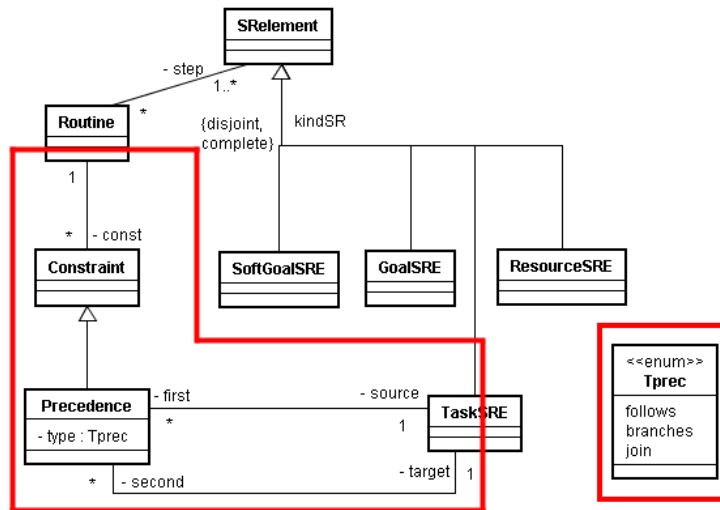 SRelement
- step
1..*
*
Routine
{disjoint,
complete}
kindSR
1
* - const
Constraint
SoftGoalSRE
GoalSRE
ResourceSRE
<<enum>>
Tprec
follows
branches
join
Precedence
- type : Tprec
- first
*
- source
1
TaskSRE
* - second
- target
1